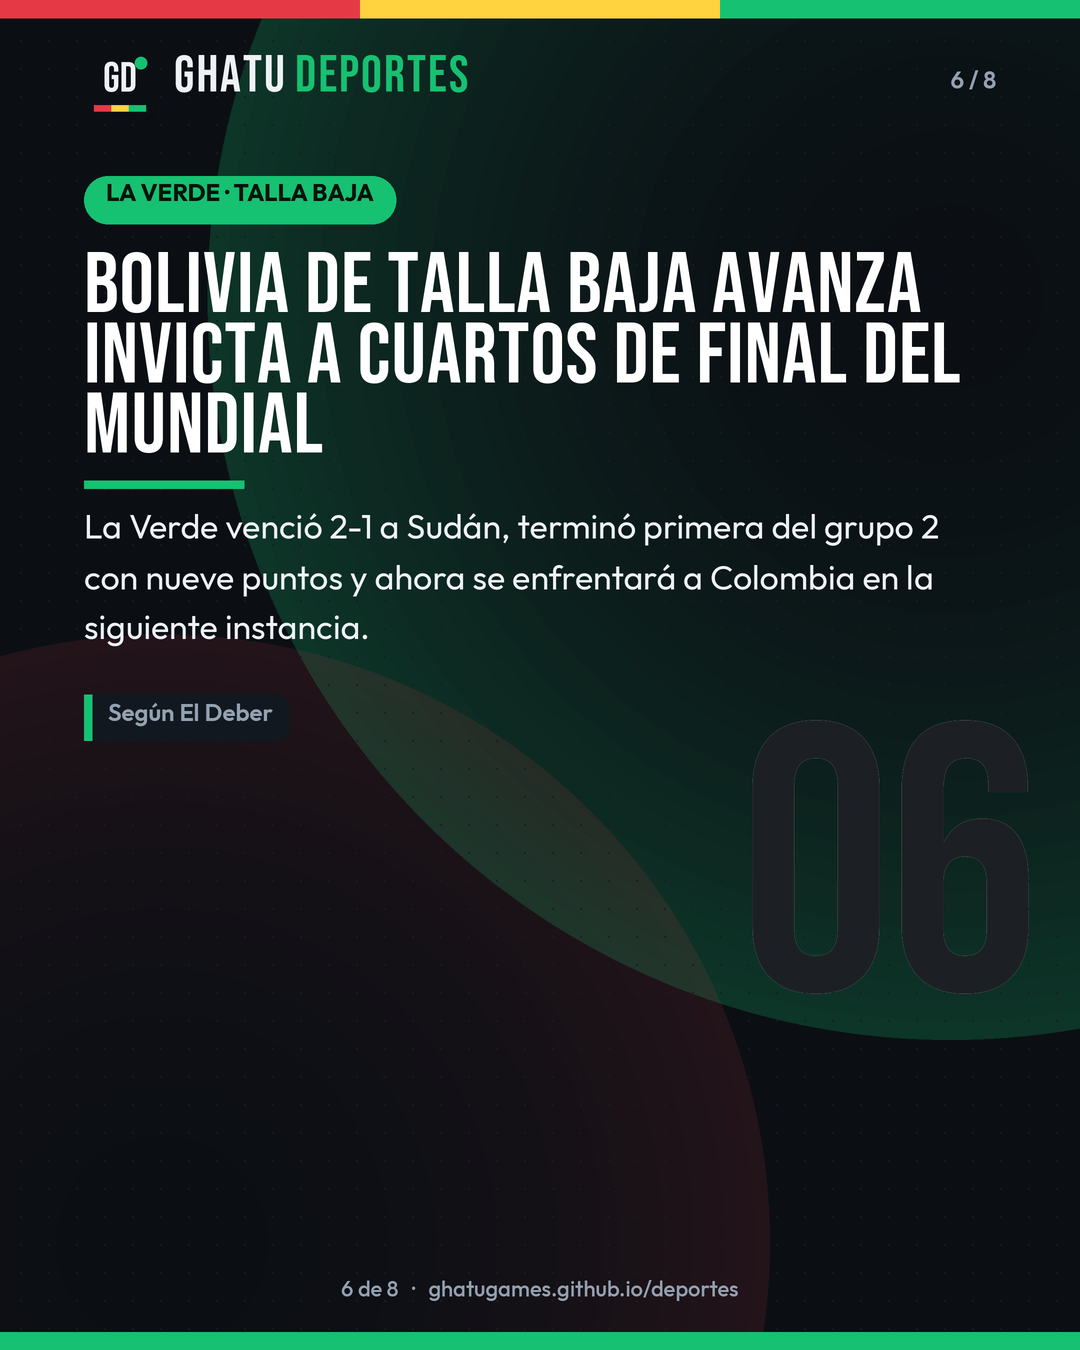 GD GHATU DEPORTES
6 / 8
LA VERDE · TALLA BAJA
BOLIVIA DE TALLA BAJA AVANZA
INVICTA A CUARTOS DE FINAL DEL
MUNDIAL
La Verde venció 2-1 a Sudán, terminó primera del grupo 2
con nueve puntos y ahora se enfrentará a Colombia en la
siguiente instancia.
Según El Deber
06
6 de 8 · ghatugames.github.io/deportes